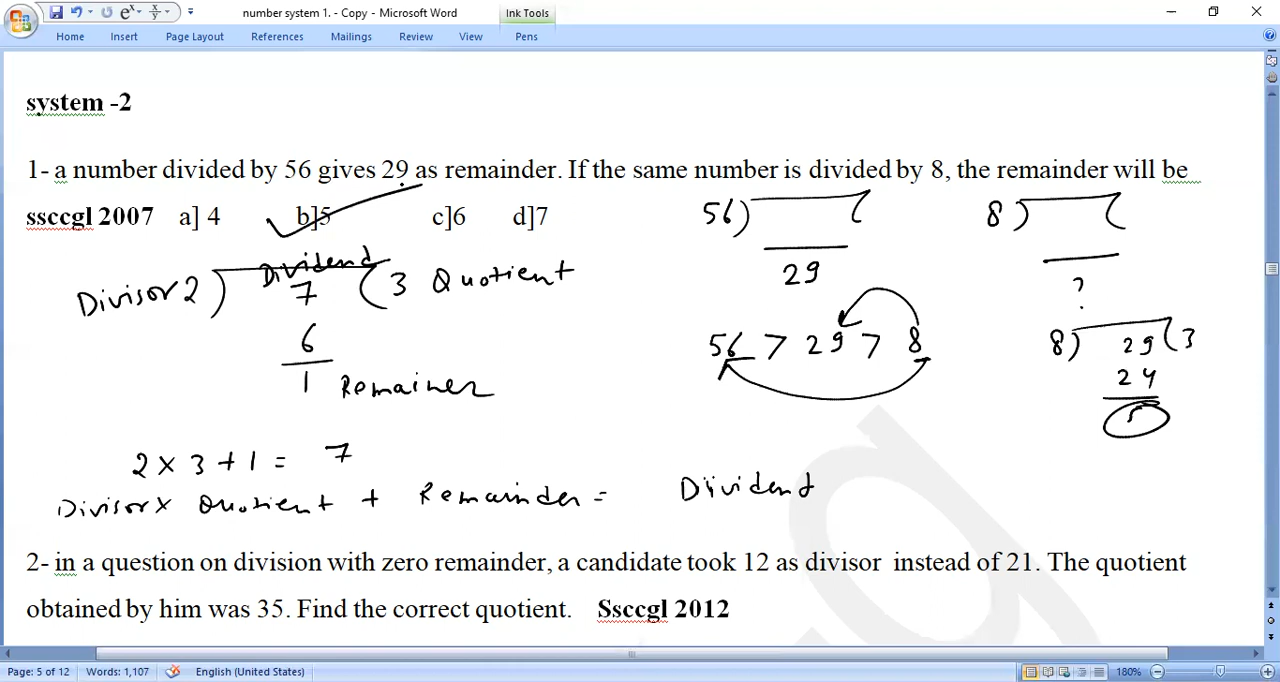 number system 1. - Copy - Microsoft Word
Ink Tools
Home Insert Page Layout References Mailings Review View Pens
system -2
1- a number divided by 56 gives 29 as remainder. If the same number is divided by 8, the remainder will be
ssccgl 2007 a] 4 b]5 c]6 d]7
56) (
29
8) (
?
Divisor 2) Dividend 7 (3 Quotient
6
1 Remainer
56 7 29 7 8
8) 29 (3
24
5
2 × 3 + 1 = 7
Divisor × Quotient + Remainder = Dividend
2- in a question on division with zero remainder, a candidate took 12 as divisor instead of 21. The quotient
obtained by him was 35. Find the correct quotient. Ssccgl 2012
Page: 5 of 12 Words: 1,107 English (United States) 180%